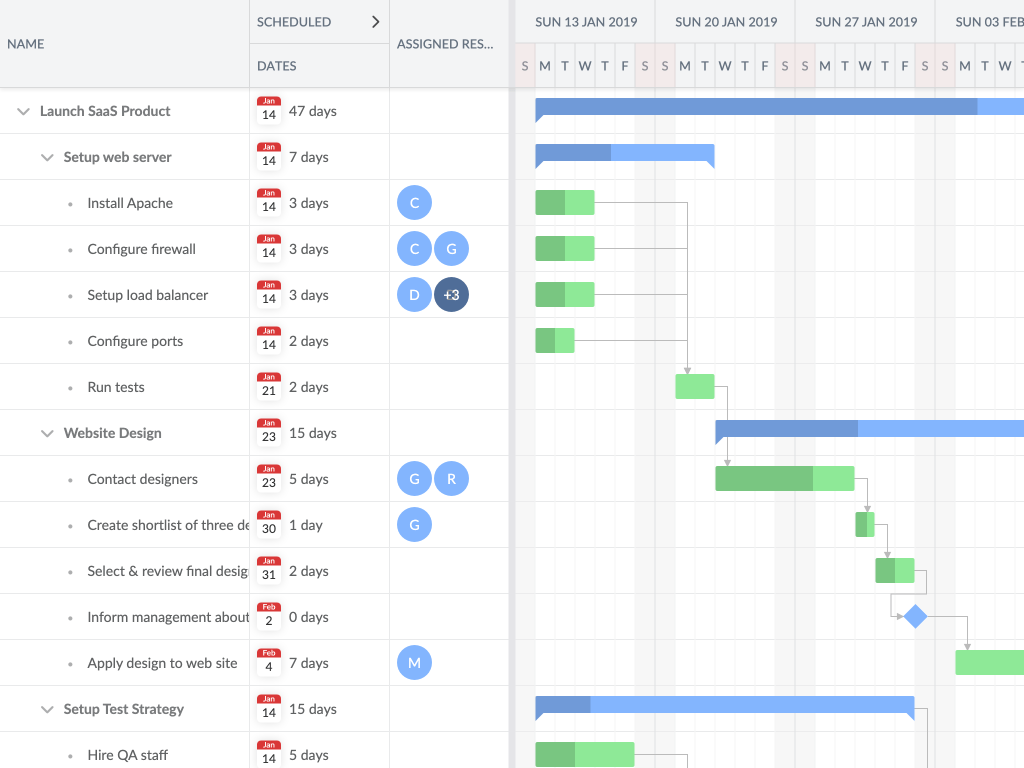 NAME
SCHEDULED
DATES
ASSIGNED RES...
SUN 13 JAN 2019 SUN 20 JAN 2019 SUN 27 JAN 2019 SUN 03 FEB
S M T W T F S S M T W T F S S M T W T F S S M T W T
Launch SaaS Product Jan 14 47 days
Setup web server Jan 14 7 days
Install Apache Jan 14 3 days C
Configure firewall Jan 14 3 days C G
Setup load balancer Jan 14 3 days D +3
Configure ports Jan 14 2 days
Run tests Jan 21 2 days
Website Design Jan 23 15 days
Contact designers Jan 23 5 days G R
Create shortlist of three de Jan 30 1 day G
Select & review final desig Jan 31 2 days
Inform management about Feb 2 0 days
Apply design to web site Feb 4 7 days M
Setup Test Strategy Jan 14 15 days
Hire QA staff Jan 14 5 days